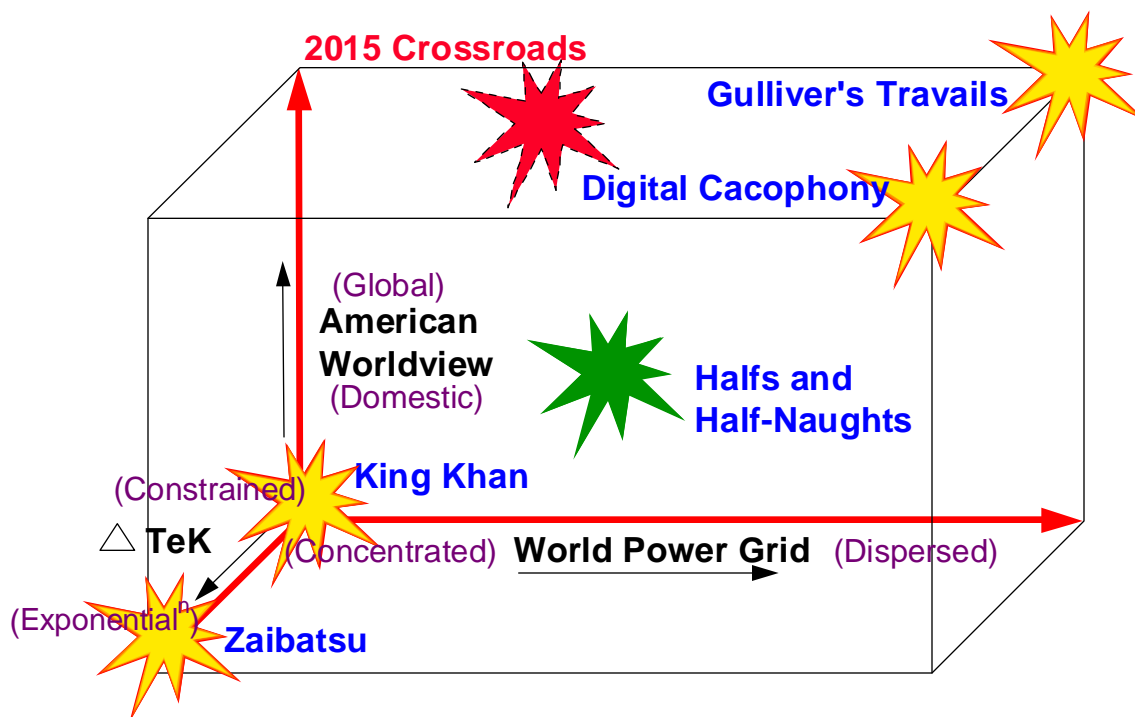 2015 Crossroads
Gulliver's Travails
Digital Cacophony
(Global)
American
Worldview
(Domestic)
Halfs and
Half-Naughts
King Khan
(Constrained)
△ TeK
(Concentrated) World Power Grid (Dispersed)
(Exponentialⁿ)
Zaibatsu